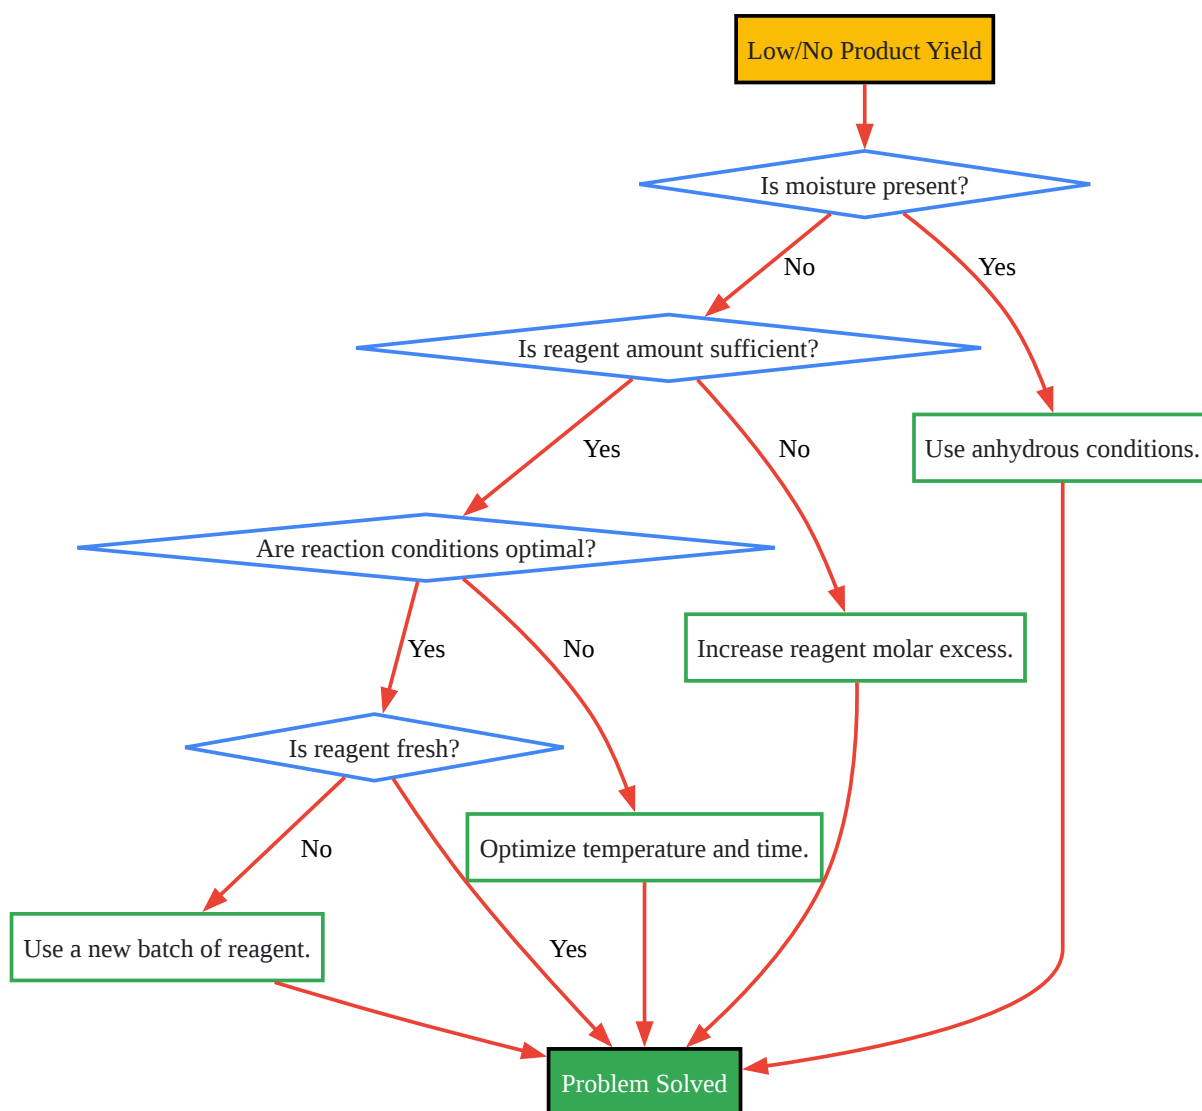 Low/No Product Yield
Is moisture present?
No
Yes
Is reagent amount sufficient?
Yes
No
Use anhydrous conditions.
Are reaction conditions optimal?
Yes
No
Increase reagent molar excess.
Is reagent fresh?
No
Optimize temperature and time.
Use a new batch of reagent.
Yes
Problem Solved